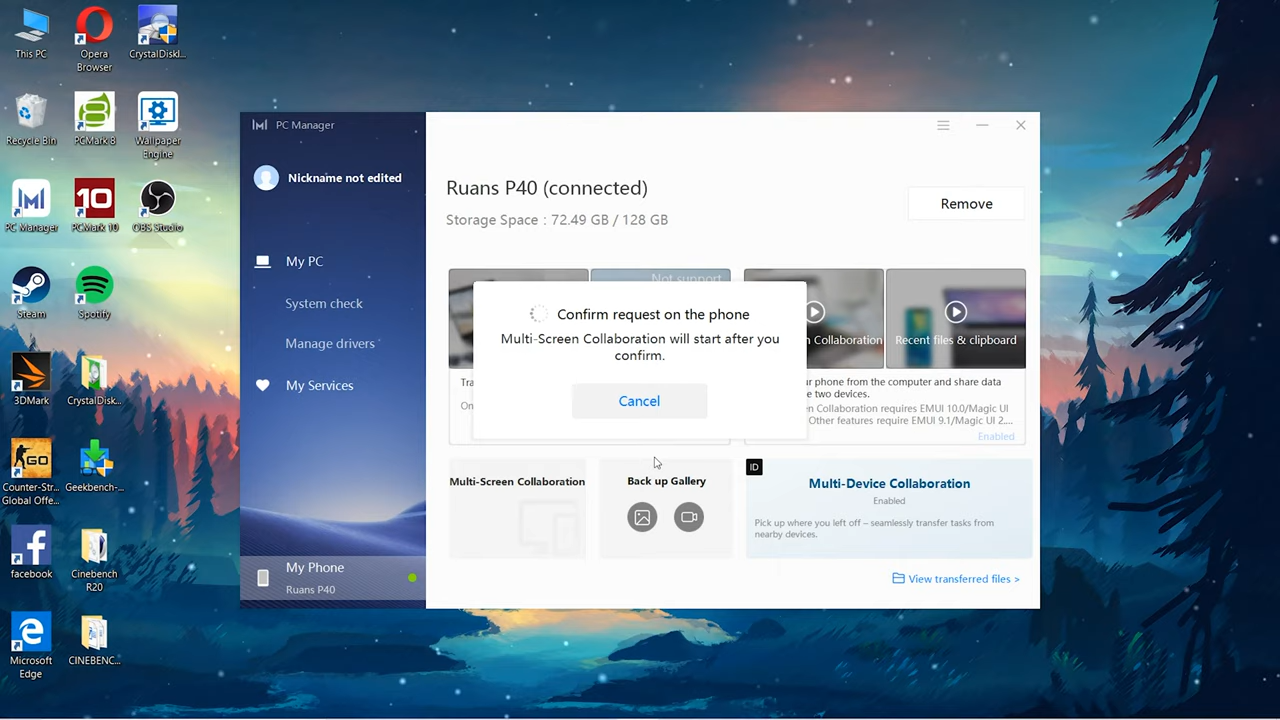 This PC
Opera
Browser
CrystalDiskI...
Recycle Bin
PCMark 8
Wallpaper
Engine
PC Manager
PCMark 10
OBS Studio
Steam
Spotify
3DMark
CrystalDisk...
Counter-Str...
Global Offe...
Geekbench-...
facebook
Cinebench
R20
Microsoft
Edge
CINEBENC...
PC Manager
Nickname not edited
My PC
System check
Manage drivers
My Services
My Phone
Ruans P40
Ruans P40 (connected)
Storage Space : 72.49 GB / 128 GB
Remove
Not support
Confirm request on the phone
Multi-Screen Collaboration will start after you
confirm.
Cancel
n Collaboration
Recent files & clipboard
Tra
On
ur phone from the computer and share data
e two devices.
n Collaboration requires EMUI 10.0/Magic UI
Other features require EMUI 9.1/Magic UI 2....
Enabled
Multi-Screen Collaboration
Back up Gallery
ID
Multi-Device Collaboration
Enabled
Pick up where you left off – seamlessly transfer tasks from
nearby devices.
View transferred files >
10
GO